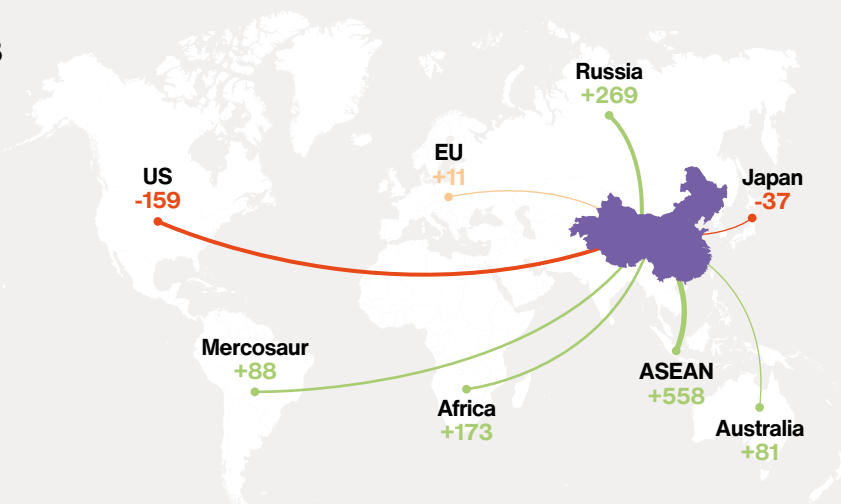 Russia
+269
EU
+11
US
-159
Japan
-37
Mercosaur
+88
ASEAN
+558
Africa
+173
Australia
+81